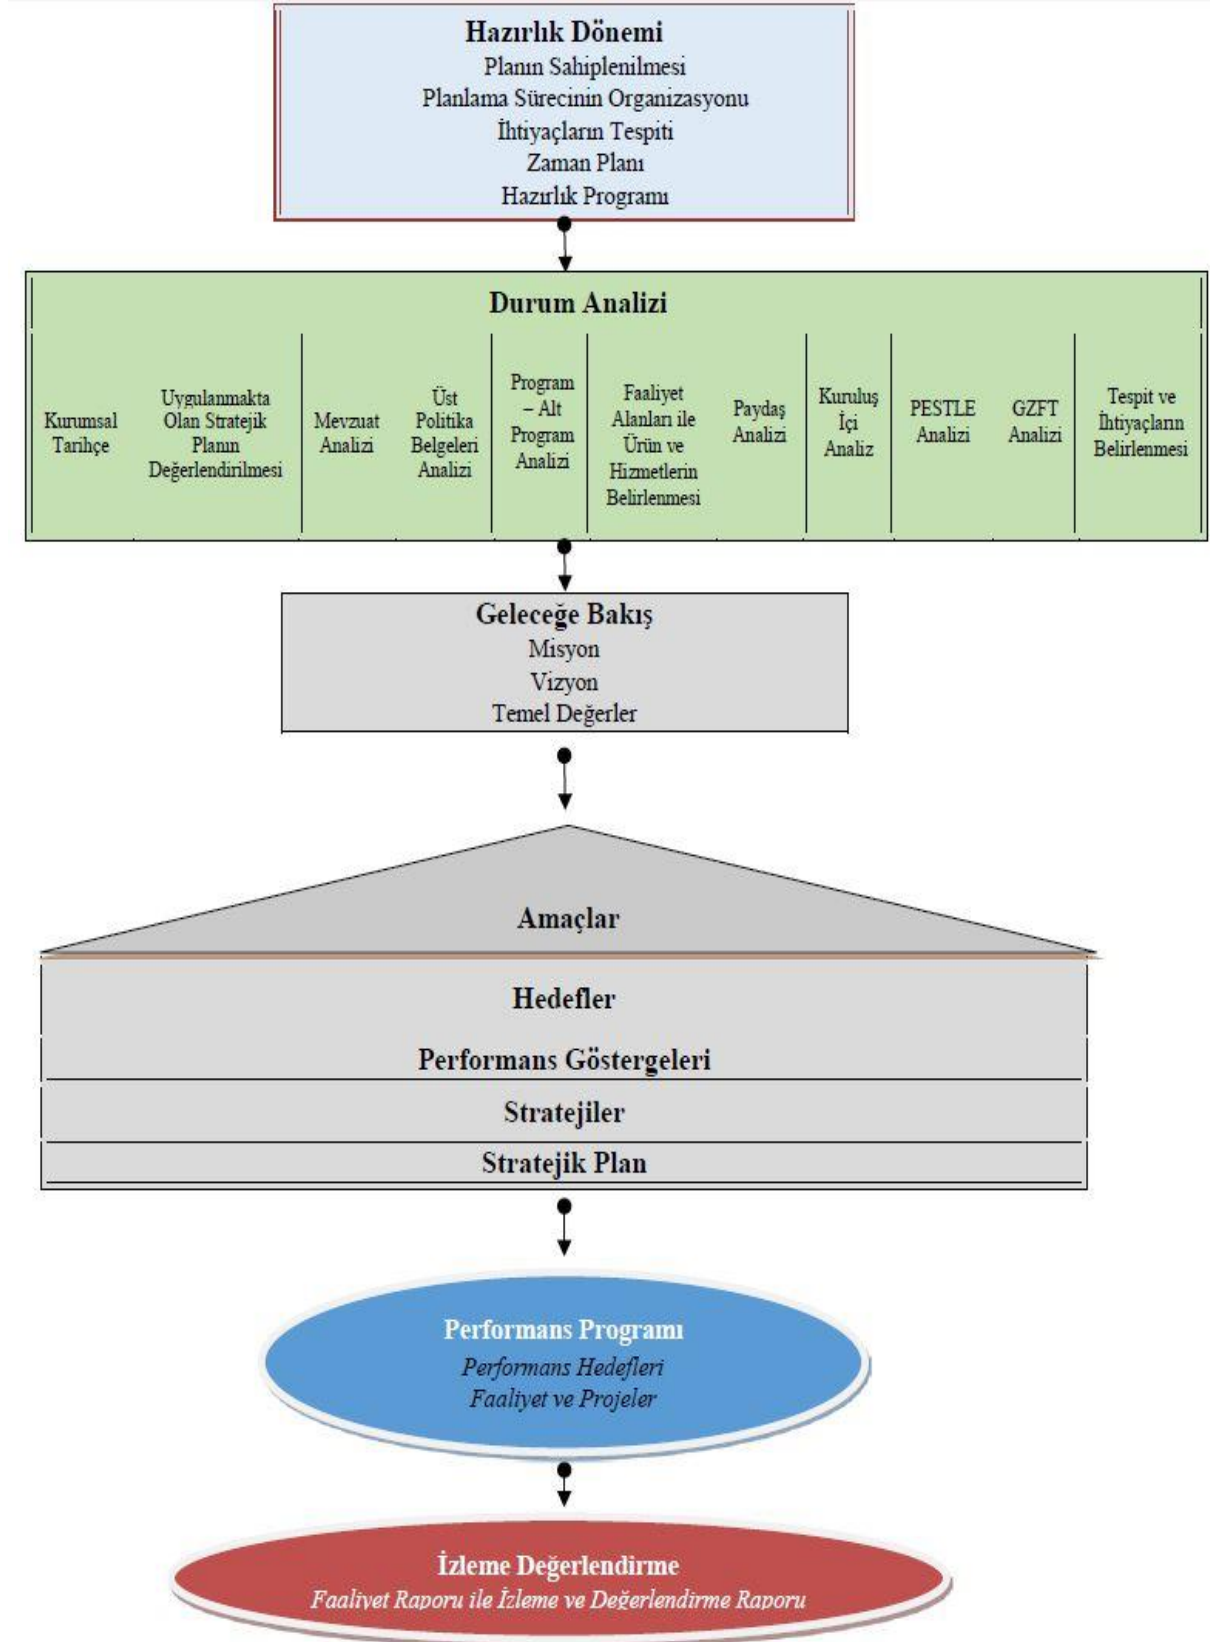 Hazırlık Dönemi
Planın Sahiplenilmesi
Planlama Sürecinin Organizasyonu
İhtiyaçların Tespiti
Zaman Planı
Hazırlık Programı
Durum Analizi
Kurumsal
Tarihçe
Uygulanmakta
Olan Stratejik
Planın
Değerlendirilmesi
Mevzuat
Analizi
Üst
Politika
Belgeleri
Analizi
Program
– Alt
Program
Analizi
Faaliyet
Alanları ile
Ürün ve
Hizmetlerin
Belirlenmesi
Paydaş
Analizi
Kuruluş
İçi
Analiz
PESTLE
Analizi
GZFT
Analizi
Tespit ve
İhtiyaçların
Belirlenmesi
Geleceğe Bakış
Misyon
Vizyon
Temel Değerler
Amaçlar
Hedefler
Performans Göstergeleri
Stratejiler
Stratejik Plan
Performans Programı
Performans Hedefleri
Faaliyet ve Projeler
İzleme Değerlendirme
Faaliyet Raporu ile İzleme ve Değerlendirme Raporu